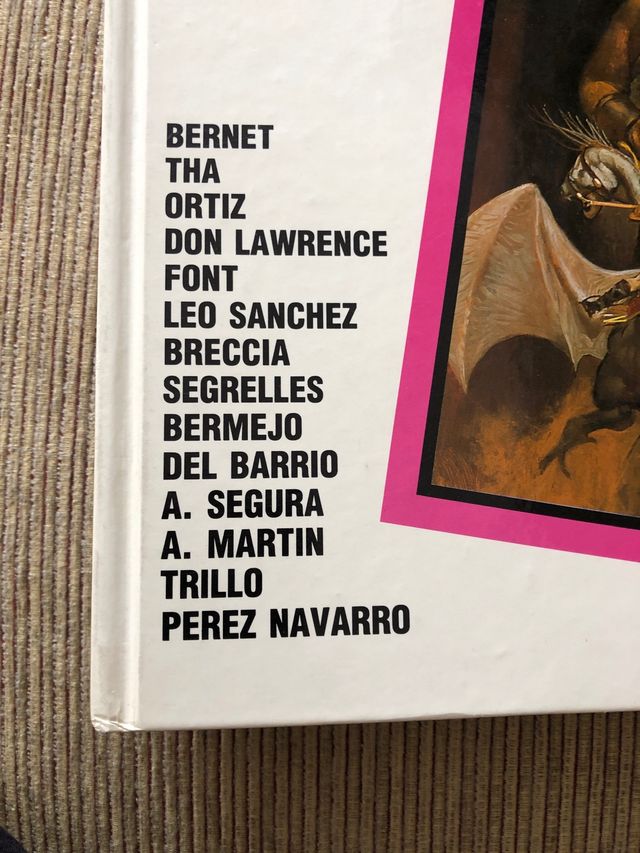 BERNET
THA
ORTIZ
DON LAWRENCE
FONT
LEO SANCHEZ
BRECCIA
SEGRELLES
BERMEJO
DEL BARRIO
A. SEGURA
A. MARTIN
TRILLO
PEREZ NAVARRO